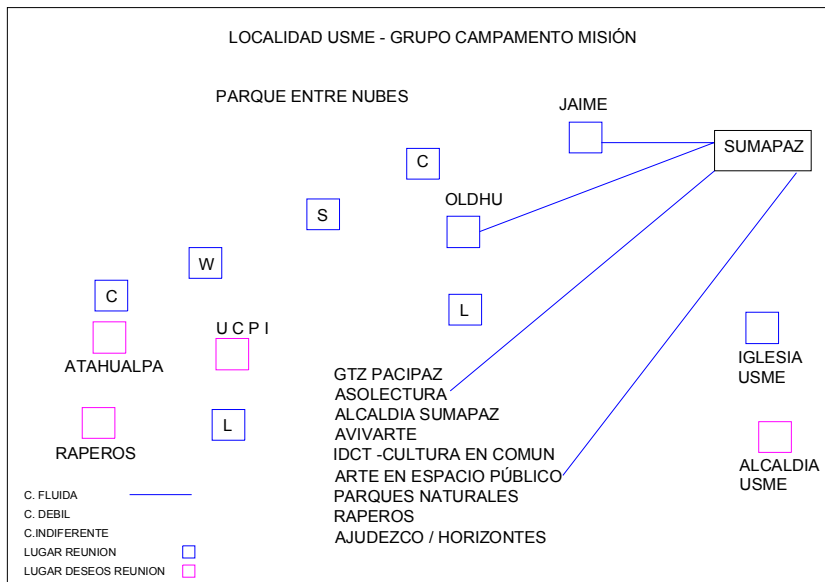 LOCALIDAD USME - GRUPO CAMPAMENTO MISIÓN
PARQUE ENTRE NUBES
JAIME
SUMAPAZ
C
OLDHU
S
W
C
L
U C P I
ATAHUALPA
IGLESIA
USME
GTZ PACIPAZ
ASOLECTURA
ALCALDIA SUMAPAZ
AVIVARTE
IDCT -CULTURA EN COMUN
ARTE EN ESPACIO PÚBLICO
PARQUES NATURALES
RAPEROS
AJUDEZCO / HORIZONTES
L
RAPEROS
ALCALDIA
USME
C. FLUIDA
C. DEBIL
C.INDIFERENTE
LUGAR REUNION
LUGAR DESEOS REUNION